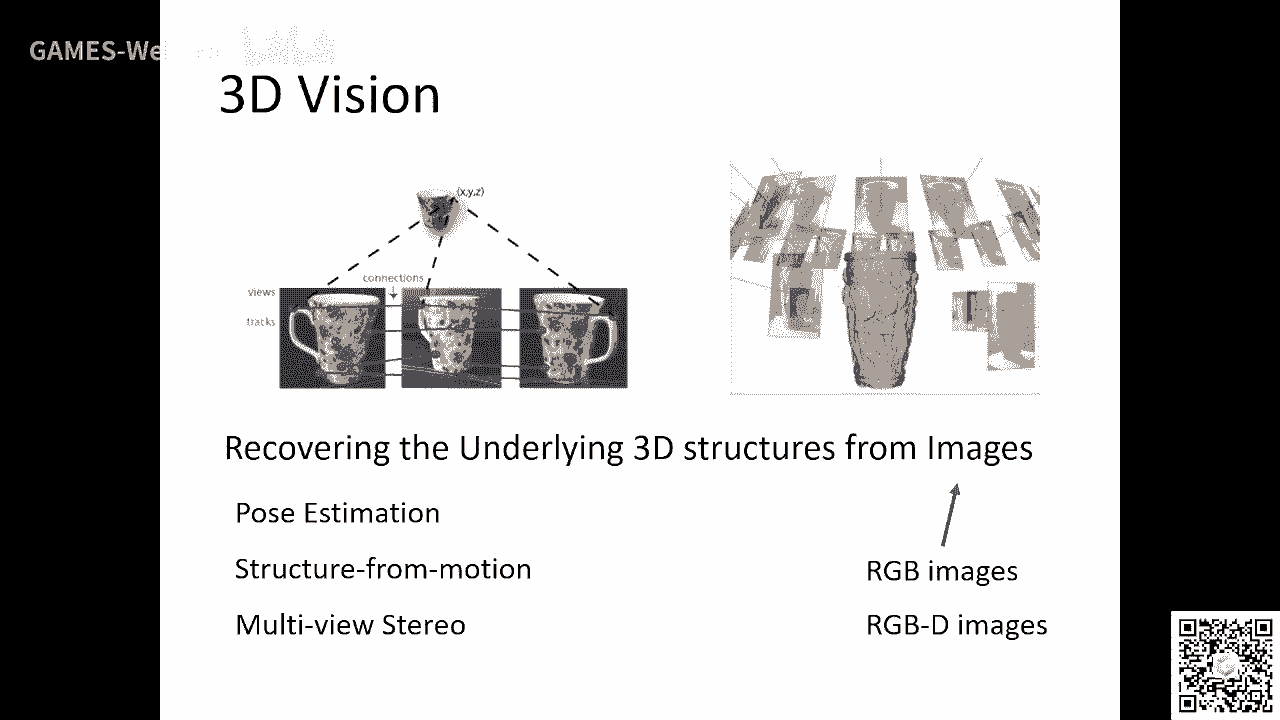 GAMES-We
3D Vision
(x,y,z)
connections
views
tracks
Recovering the Underlying 3D structures from Images
Pose Estimation
Structure-from-motion
Multi-view Stereo
RGB images
RGB-D images